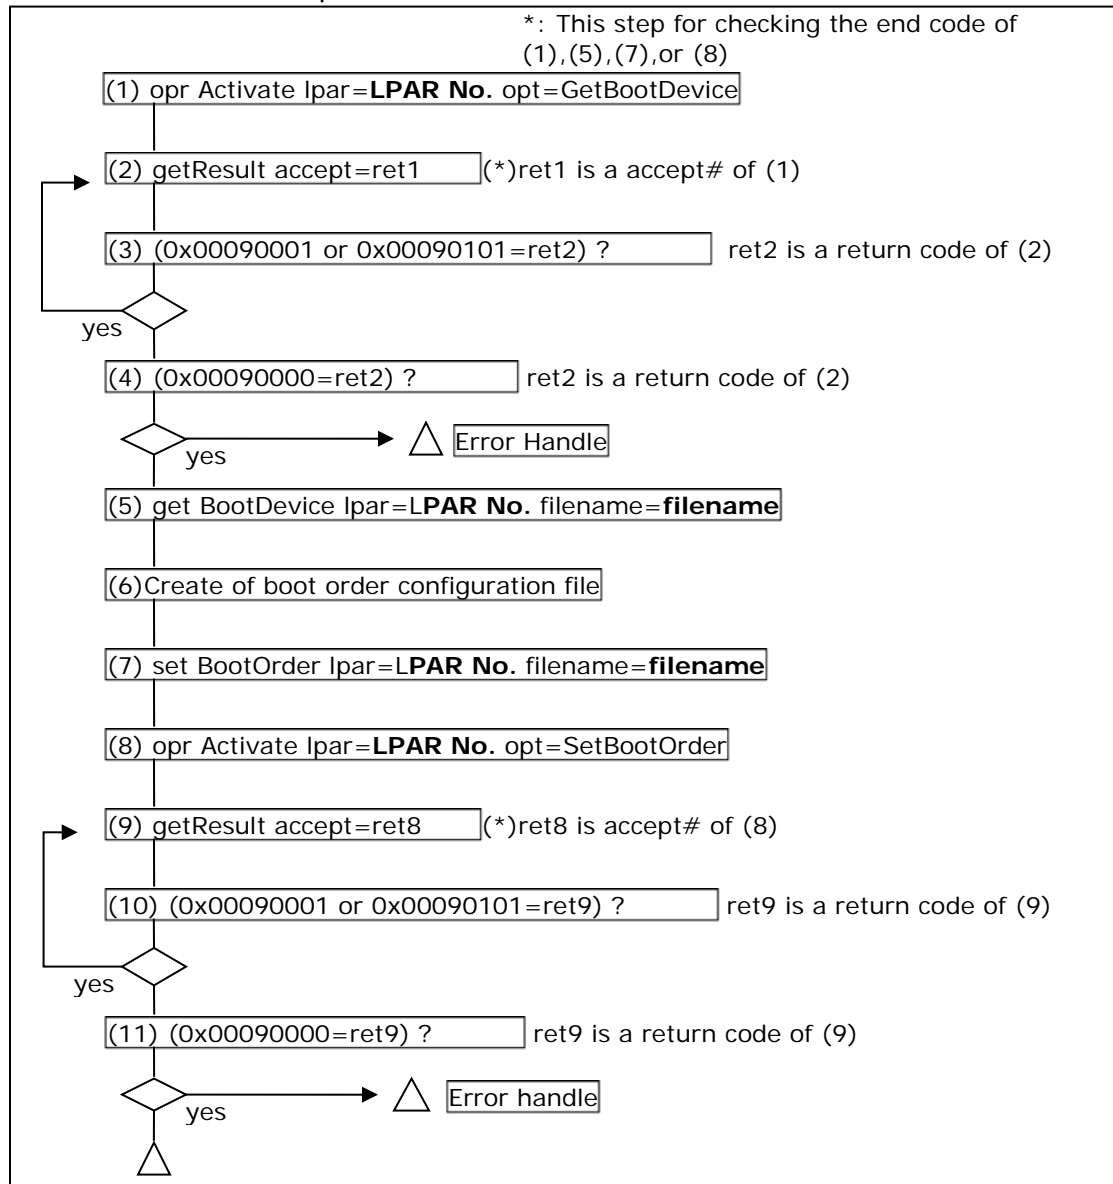 *: This step for checking the end code of
(1),(5),(7),or (8)
(1) opr Activate lpar=LPAR No. opt=GetBootDevice
(2) getResult accept=ret1 (*)ret1 is a accept# of (1)
(3) (0x00090001 or 0x00090101=ret2) ? ret2 is a return code of (2)
yes
(4) (0x00090000=ret2) ? ret2 is a return code of (2)
Error Handle
yes
(5) get BootDevice lpar=LPAR No. filename=filename
(6)Create of boot order configuration file
(7) set BootOrder lpar=LPAR No. filename=filename
(8) opr Activate lpar=LPAR No. opt=SetBootOrder
(9) getResult accept=ret8 (*)ret8 is accept# of (8)
(10) (0x00090001 or 0x00090101=ret9) ? ret9 is a return code of (9)
yes
(11) (0x00090000=ret9) ? ret9 is a return code of (9)
Error handle
yes